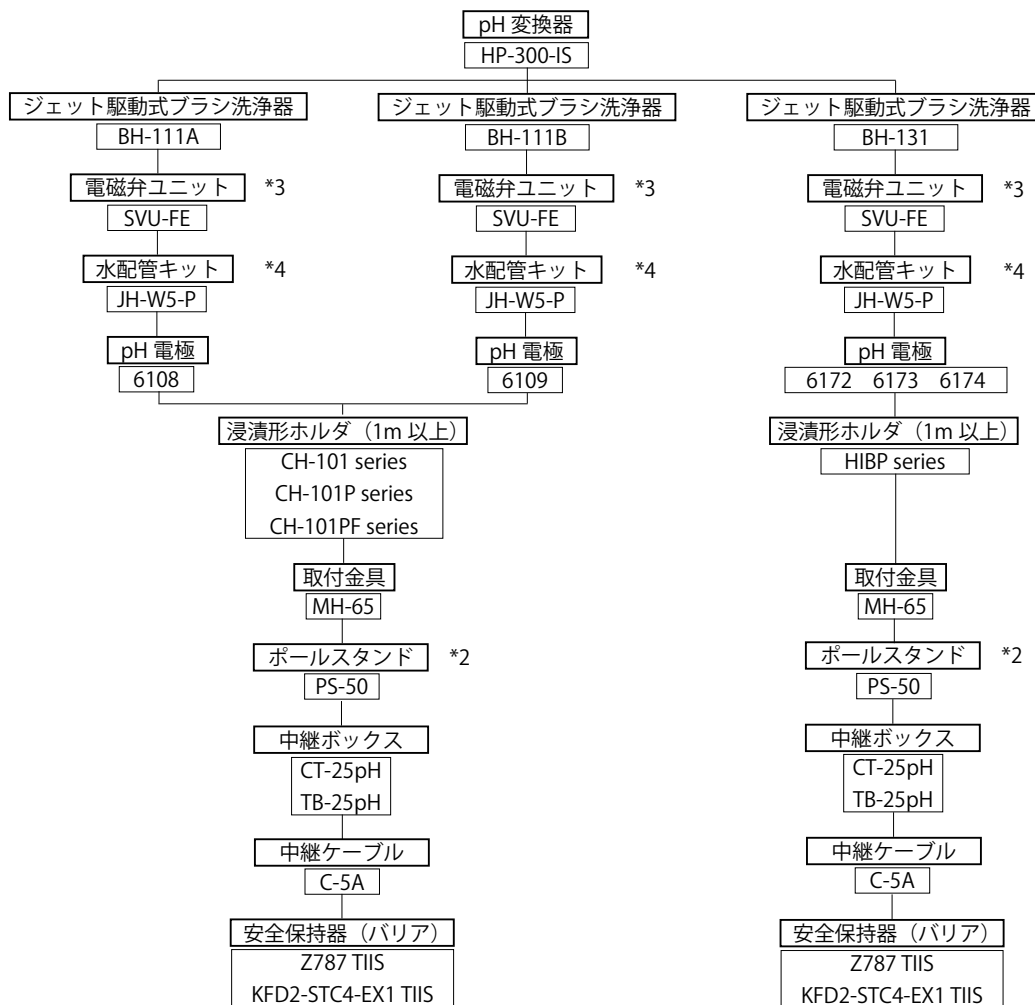 pH 変換器
HP-300-IS
ジェット駆動式ブラシ洗浄器
BH-111A
電磁弁ユニット *3
SVU-FE
水配管キット *4
JH-W5-P
pH 電極
6108
ジェット駆動式ブラシ洗浄器
BH-111B
電磁弁ユニット *3
SVU-FE
水配管キット *4
JH-W5-P
pH 電極
6109
浸漬形ホルダ（1m 以上）
CH-101 series
CH-101P series
CH-101PF series
取付金具
MH-65
ポールスタンド *2
PS-50
中継ボックス
CT-25pH
TB-25pH
中継ケーブル
C-5A
安全保持器（バリア）
Z787 TIIS
KFD2-STC4-EX1 TIIS
ジェット駆動式ブラシ洗浄器
BH-131
電磁弁ユニット *3
SVU-FE
水配管キット *4
JH-W5-P
pH 電極
6172 6173 6174
浸漬形ホルダ（1m 以上）
HIBP series
取付金具
MH-65
ポールスタンド *2
PS-50
中継ボックス
CT-25pH
TB-25pH
中継ケーブル
C-5A
安全保持器（バリア）
Z787 TIIS
KFD2-STC4-EX1 TIIS